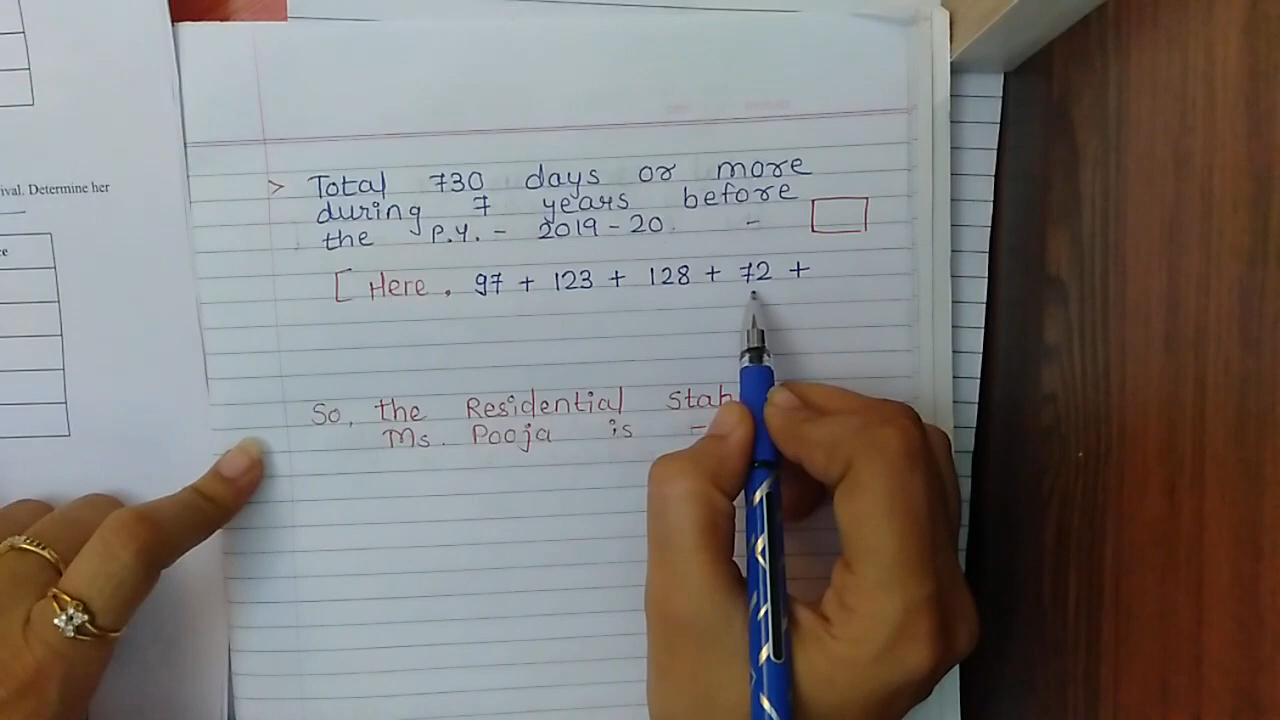 ival. Determine her
> Total 730 days or more
during 7 years before
the P.Y. - 2019-20. -
[ Here, 97 + 123 + 128 + 72 +
So, the Residential
Ms. Pooja is -